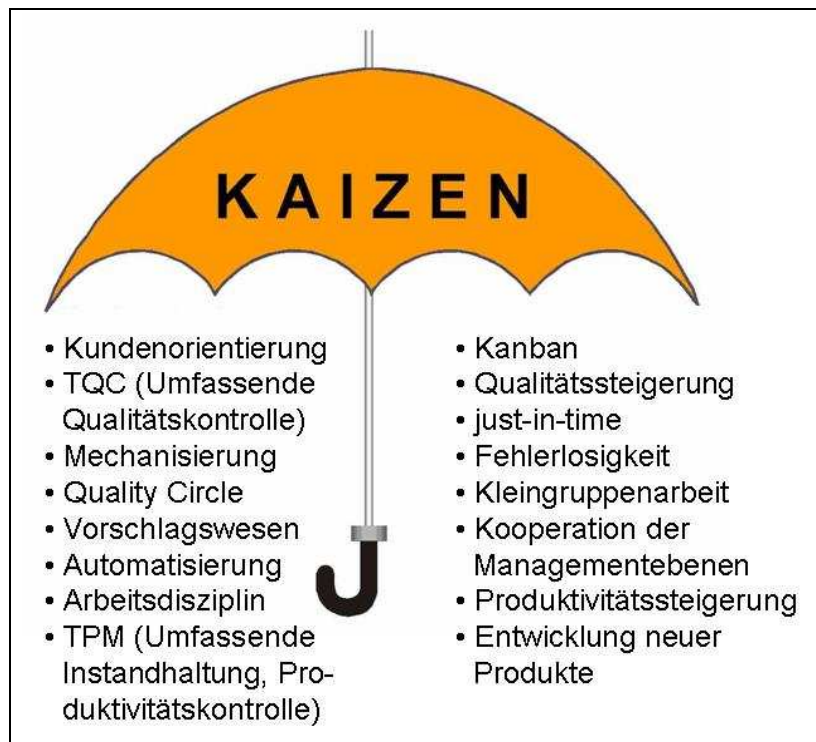 KAIZEN
• Kundenorientierung
• TQC (Umfassende
Qualitätskontrolle)
• Mechanisierung
• Quality Circle
• Vorschlagswesen
• Automatisierung
• Arbeitsdisziplin
• TPM (Umfassende
Instandhaltung, Pro-
duktivitätskontrolle)
• Kanban
• Qualitätssteigerung
• just-in-time
• Fehlerlosigkeit
• Kleingruppenarbeit
• Kooperation der
Managementebenen
• Produktivitätssteigerung
• Entwicklung neuer
Produkte